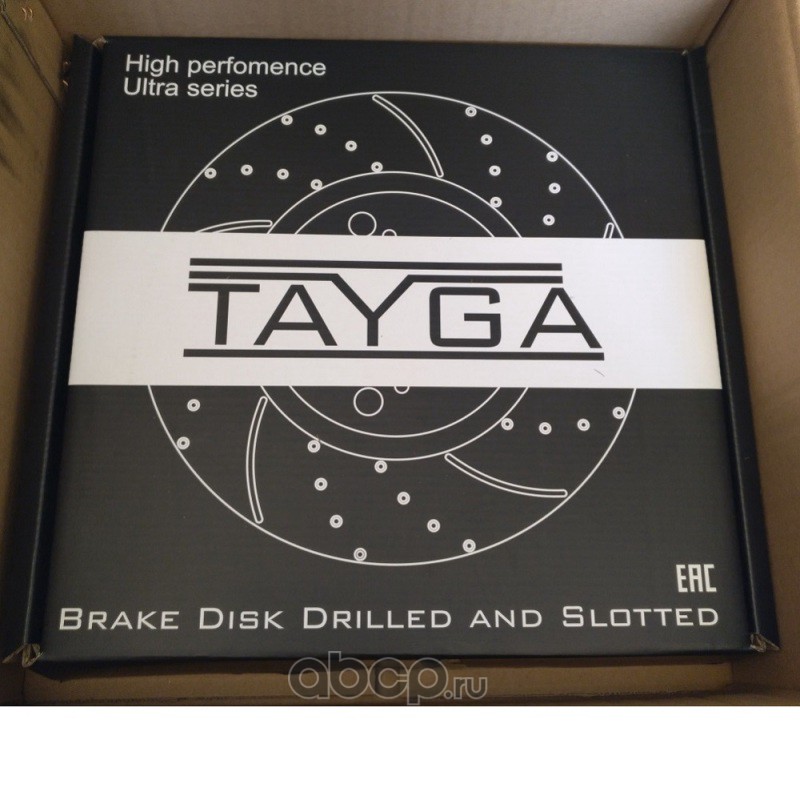 High perfomence
Ultra series
TAYGA
EAC
BRAKE DISK DRILLED AND SLOTTED
abcp.ru